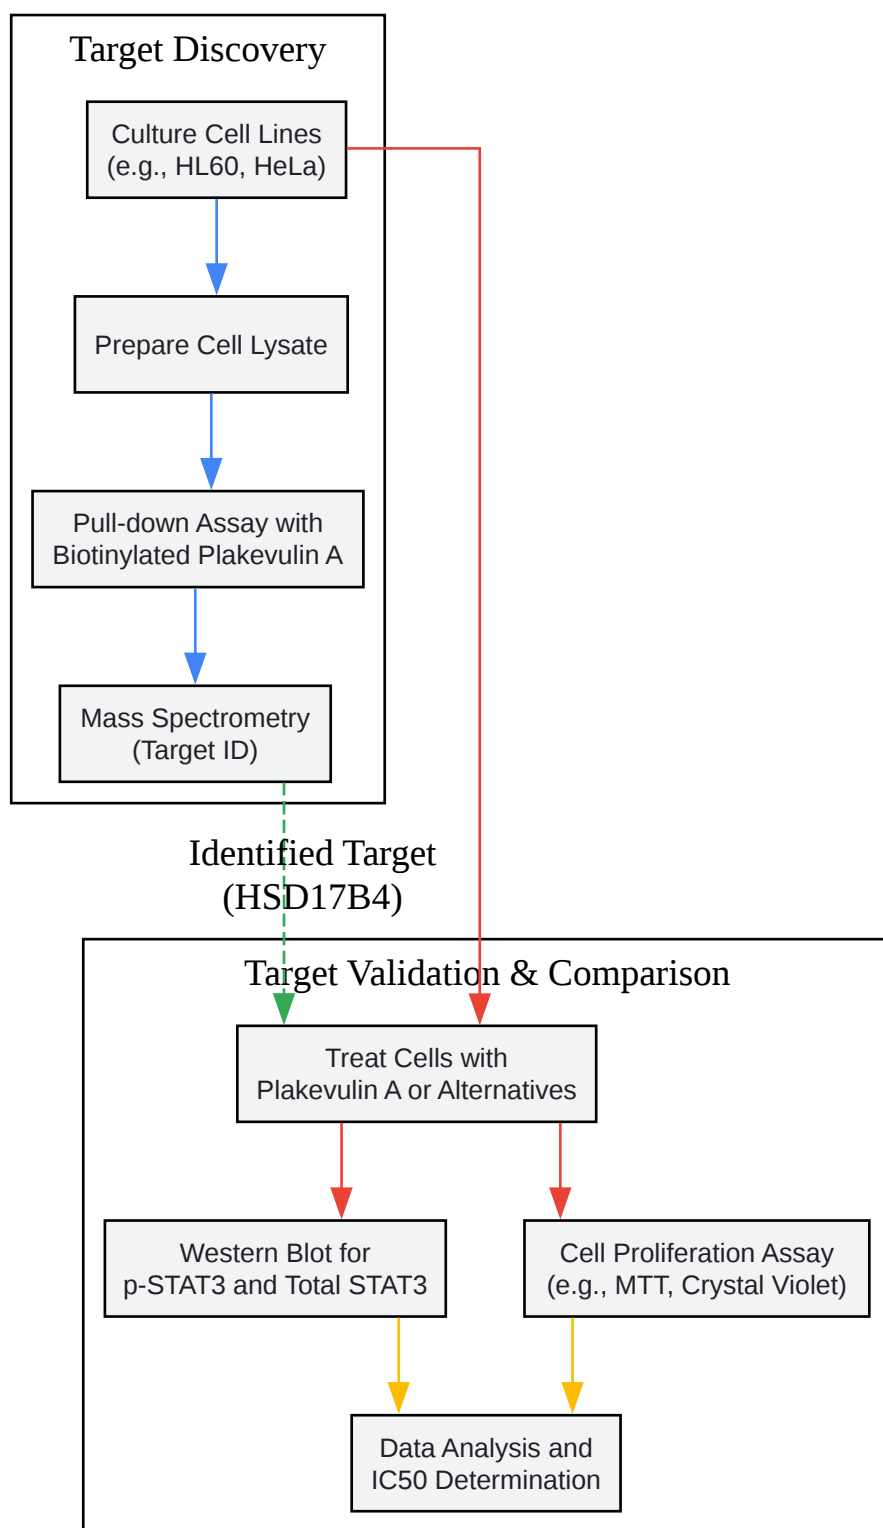 Target Discovery
Culture Cell Lines
(e.g., HL60, HeLa)
Prepare Cell Lysate
Pull-down Assay with
Biotinylated Plakevulin A
Mass Spectrometry
(Target ID)
Identified Target
(HSD17B4)
Target Validation & Comparison
Treat Cells with
Plakevulin A or Alternatives
Western Blot for
p-STAT3 and Total STAT3
Cell Proliferation Assay
(e.g., MTT, Crystal Violet)
Data Analysis and
IC50 Determination